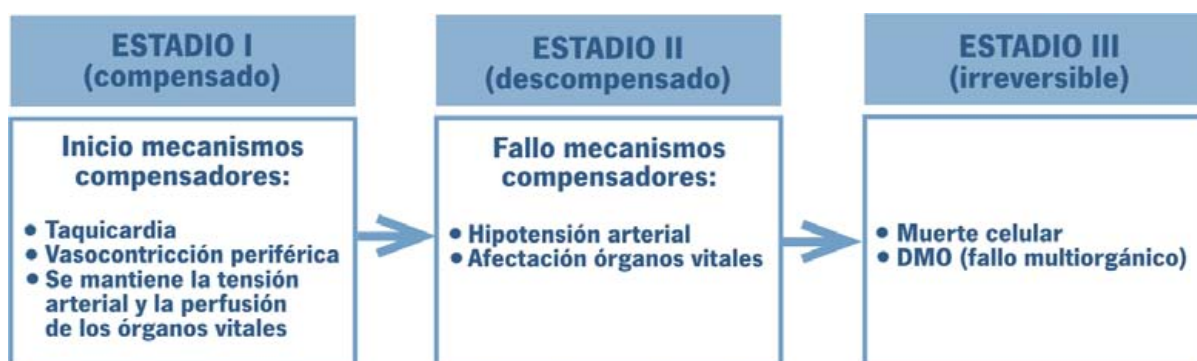 ESTADIO I
(compensado)
Inicio mecanismos
compensadores:
• Taquicardia
• Vasocontricción periférica
• Se mantiene la tensión
arterial y la perfusión
de los órganos vitales
ESTADIO II
(descompensado)
Fallo mecanismos
compensadores:
• Hipotensión arterial
• Afectación órganos vitales
ESTADIO III
(irreversible)
• Muerte celular
• DMO (fallo multiorgánico)